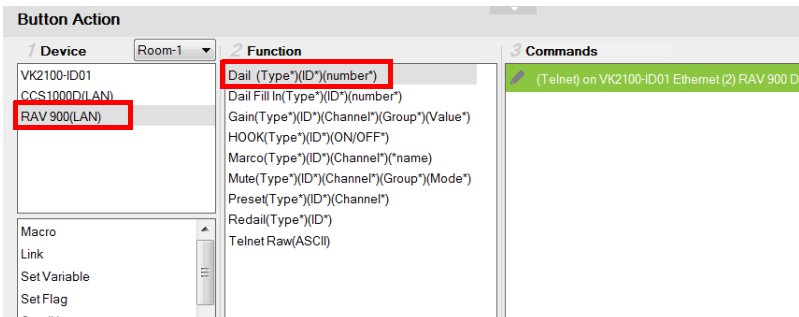 Button Action
1 Device Room-1
2 Function
3 Commands
VK2100-ID01
CCS1000D(LAN)
RAV 900(LAN)
Macro
Link
Set Variable
Set Flag
Dail (Type*)(ID*)(number*)
Dail Fill In(Type*)(ID*)(number*)
Gain(Type*)(ID*)(Channel*)(Group*)(Value*)
HOOK(Type*)(ID*)(ON/OFF*)
Marco(Type*)(ID*)(Channel*)(*name)
Mute(Type*)(ID*)(Channel*)(Group*)(Mode*)
Preset(Type*)(ID*)(Channel*)
Redail(Type*)(ID*)
Telnet Raw(ASCII)
(Telnet) on VK2100-ID01 Ethernet (2) RAV 900 D